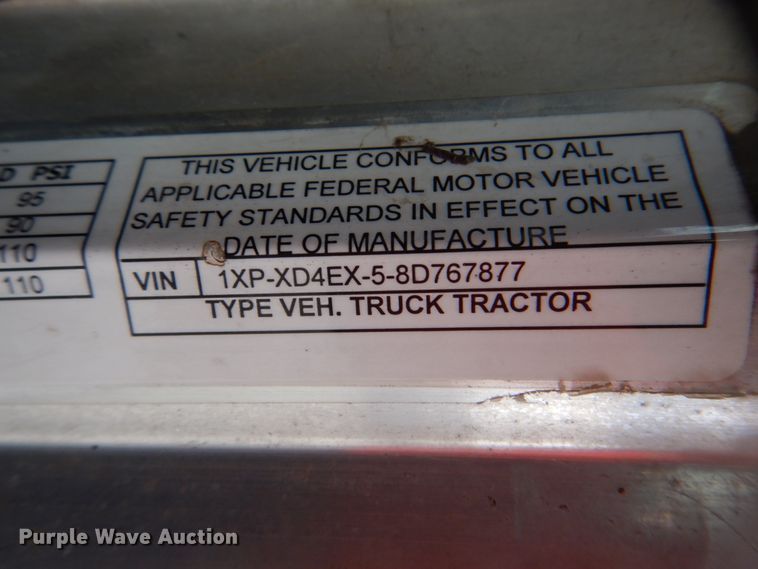 D PSI
95
90
110
110
THIS VEHICLE CONFORMS TO ALL
APPLICABLE FEDERAL MOTOR VEHICLE
SAFETY STANDARDS IN EFFECT ON THE
DATE OF MANUFACTURE
VIN 1XP-XD4EX-5-8D767877
TYPE VEH. TRUCK TRACTOR
Purple Wave Auction